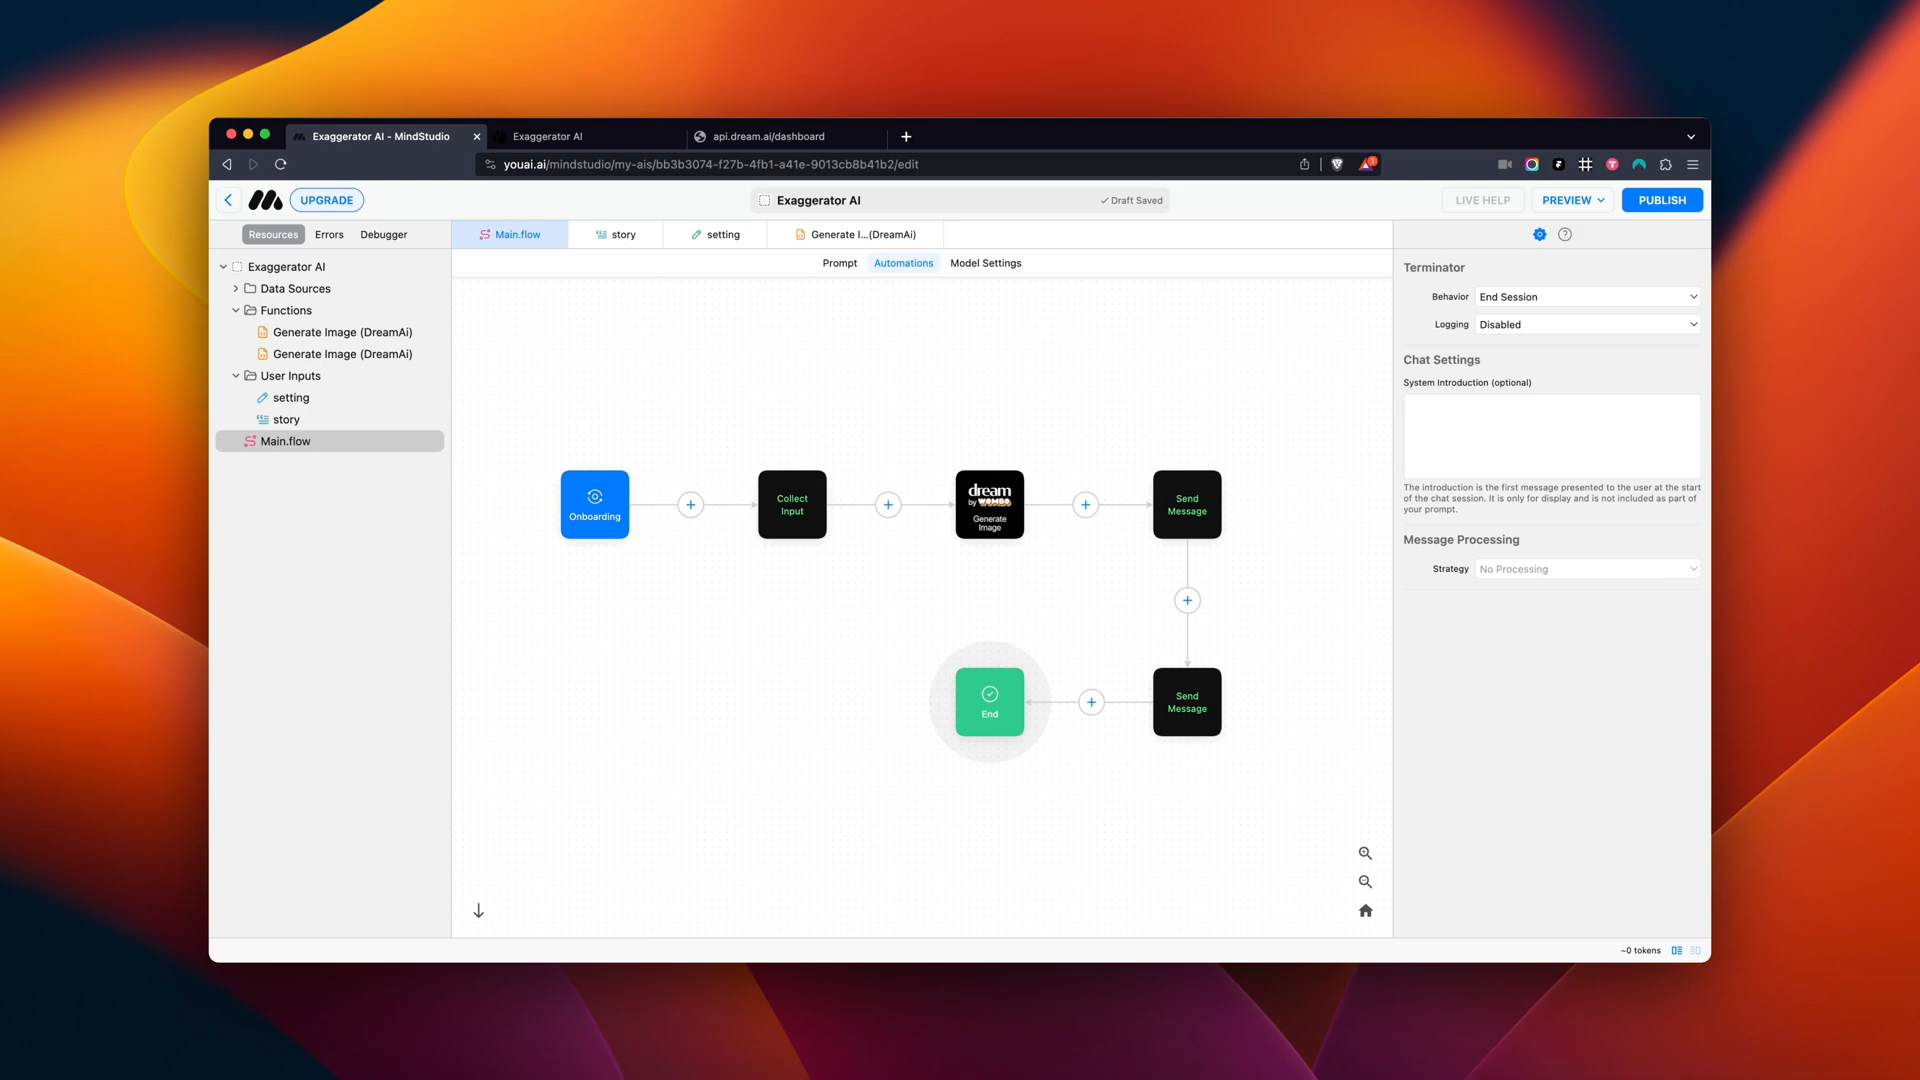 Exaggerator AI - MindStudio
Exaggerator AI
api.dream.ai/dashboard
youai.ai/mindstudio/my-ais/bb3b3074-f27b-4fb1-a41e-9013cb8b41b2/edit
1
UPGRADE
Exaggerator AI
Draft Saved
LIVE HELP
PREVIEW
PUBLISH
Resources
Errors
Debugger
Main.flow
story
setting
Generate I...(DreamAi)
Prompt
Automations
Model Settings
Exaggerator AI
Data Sources
Functions
Generate Image (DreamAi)
Generate Image (DreamAi)
User Inputs
setting
story
Main.flow
Onboarding
Collect
Input
dream
by WOMBO
Generate
Image
Send
Message
End
Send
Message
Terminator
Behavior
End Session
Logging
Disabled
Chat Settings
System Introduction (optional)
The introduction is the first message presented to the user at the start
of the chat session. It is only for display and is not included as part of
your prompt.
Message Processing
Strategy
No Processing
~0 tokens